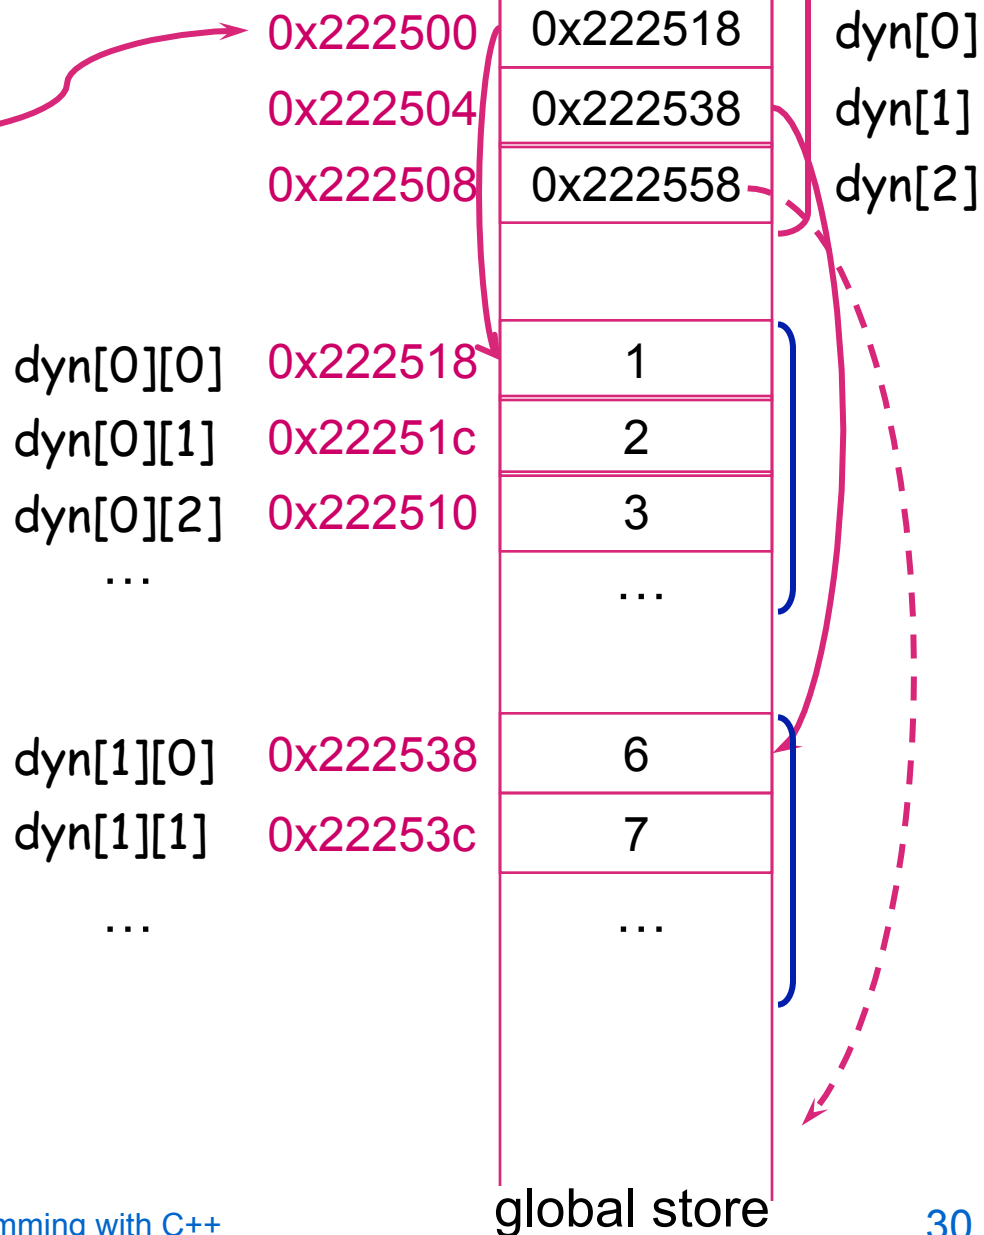 0x222500 0x222518 dyn[0]
0x222504 0x222538 dyn[1]
0x222508 0x222558 dyn[2]
dyn[0][0] 0x222518 1
dyn[0][1] 0x22251c 2
dyn[0][2] 0x222510 3
... ...
dyn[1][0] 0x222538 6
dyn[1][1] 0x22253c 7
... ...
global store
mming with C++ 30